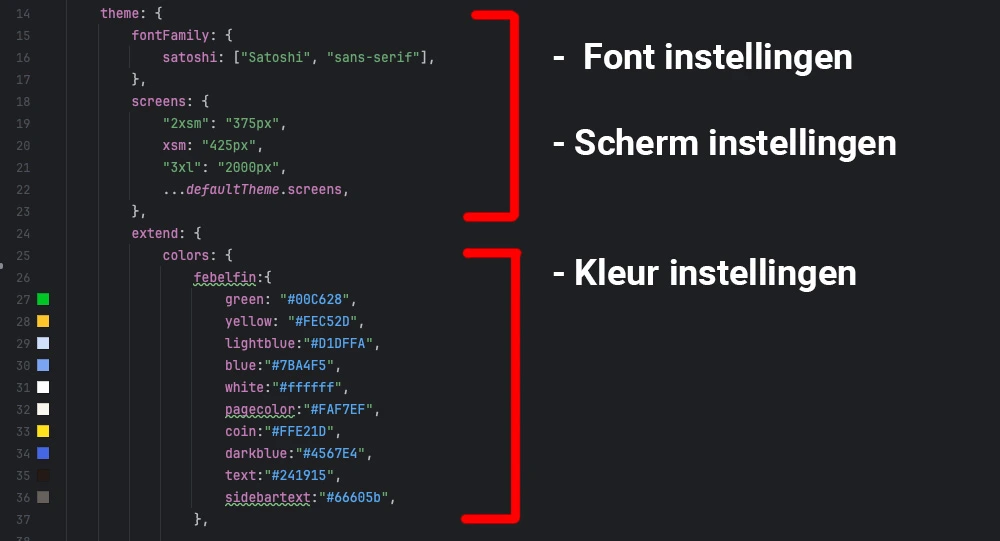 14 theme: {
15 fontFamily: {
16 satoshi: ["Satoshi", "sans-serif"],
17 },
18 screens: {
19 "2xsm": "375px",
20 xsm: "425px",
21 "3xl": "2000px",
22 ...defaultTheme.screens,
23 },
24 extend: {
25 colors: {
26 febelfin:{
27 green: "#00C628",
28 yellow: "#FEC52D",
29 lightblue:"#D1DFFA",
30 blue:"#7BA4F5",
31 white:"#ffffff",
32 pagecolor:"#FAF7EF",
33 coin:"#FFE21D",
34 darkblue:"#4567E4",
35 text:"#241915",
36 sidebartext:"#66605b",
37 },
- Font instellingen
- Scherm instellingen
- Kleur instellingen